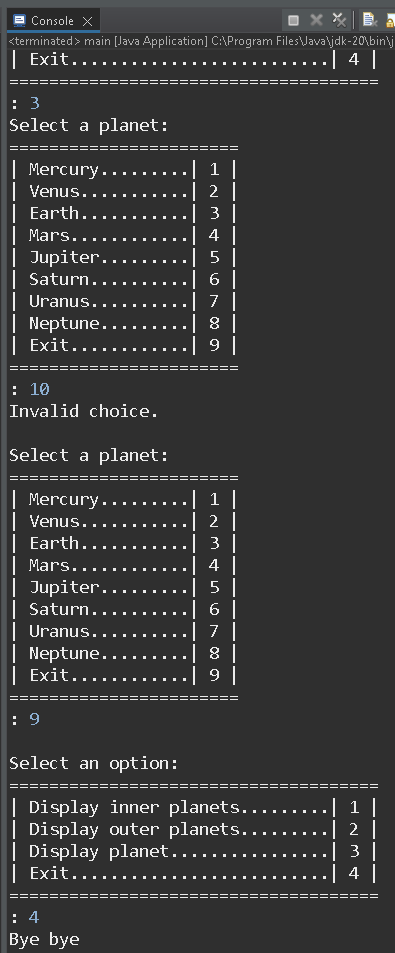 Console
<terminated> main [Java Application] C:\Program Files\Java\jdk-20\bin\j
| Exit..........................| 4 |
=====================================
: 3
Select a planet:
=======================
| Mercury.........| 1 |
| Venus...........| 2 |
| Earth...........| 3 |
| Mars............| 4 |
| Jupiter.........| 5 |
| Saturn..........| 6 |
| Uranus..........| 7 |
| Neptune.........| 8 |
| Exit............| 9 |
=======================
: 10
Invalid choice.
Select a planet:
=======================
| Mercury.........| 1 |
| Venus...........| 2 |
| Earth...........| 3 |
| Mars............| 4 |
| Jupiter.........| 5 |
| Saturn..........| 6 |
| Uranus..........| 7 |
| Neptune.........| 8 |
| Exit............| 9 |
=======================
: 9
Select an option:
=====================================
| Display inner planets.........| 1 |
| Display outer planets.........| 2 |
| Display planet................| 3 |
| Exit..........................| 4 |
=====================================
: 4
Bye bye